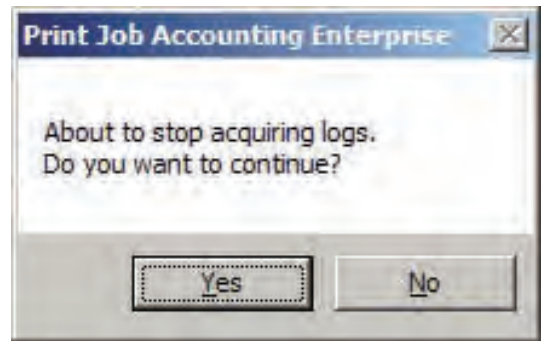 Print Job Accounting Enterprise
About to stop acquiring logs.
Do you want to continue?
Yes
No